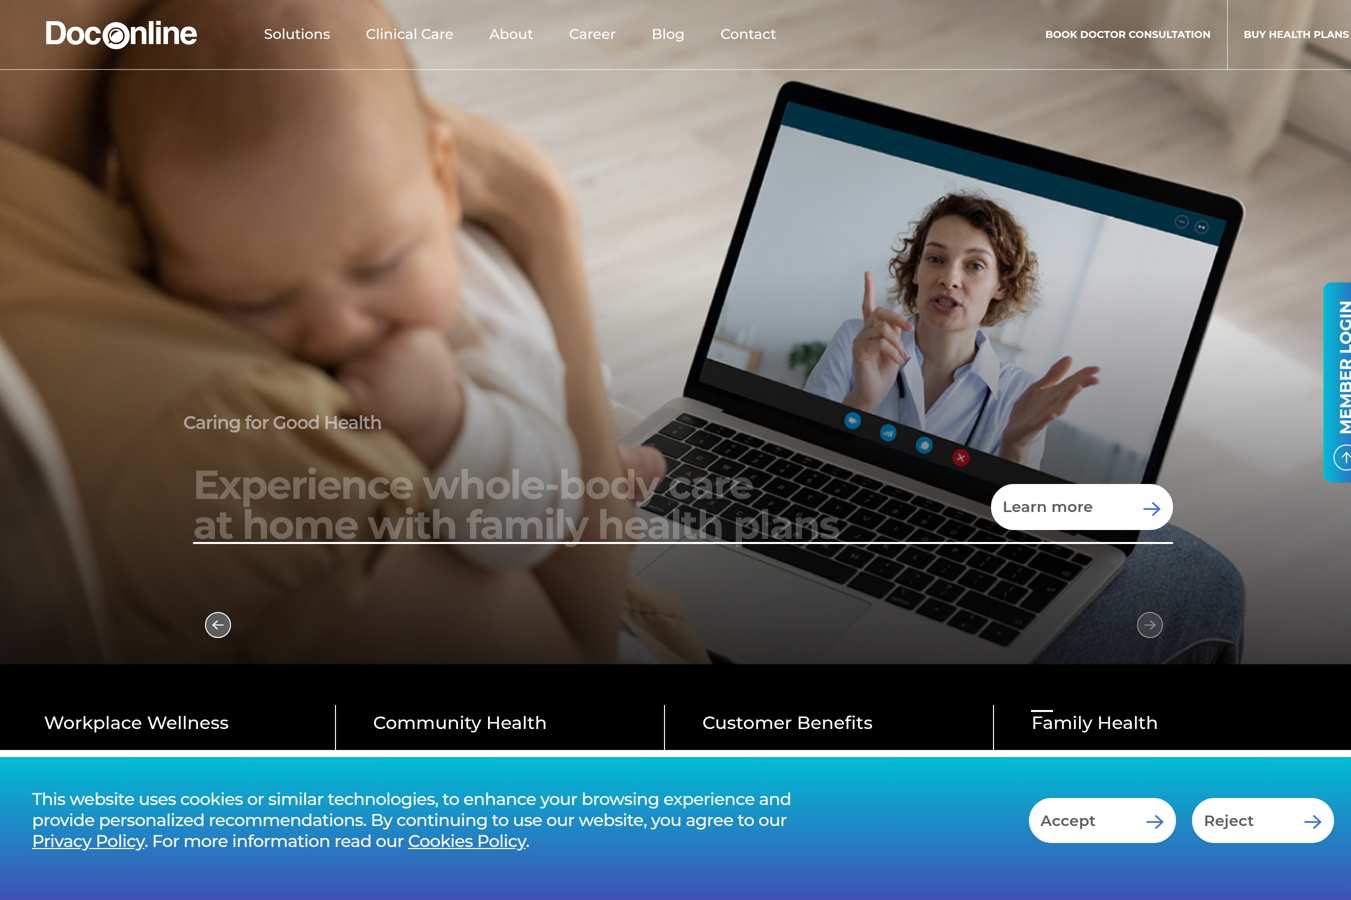 DocOnline
Solutions
Clinical Care
About
Career
Blog
Contact
BOOK DOCTOR CONSULTATION
BUY HEALTH PLANS
MEMBER LOGIN
Caring for Good Health
Experience whole-body care
at home with family health plans
Learn more
Workplace Wellness
Community Health
Customer Benefits
Family Health
This website uses cookies or similar technologies, to enhance your browsing experience and
provide personalized recommendations. By continuing to use our website, you agree to our
Privacy Policy. For more information read our Cookies Policy.
Accept
Reject